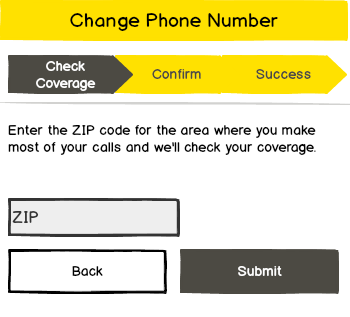 Change Phone Number
Check
Coverage
Confirm
Success
Enter the ZIP code for the area where you make
most of your calls and we'll check your coverage.
ZIP
Back
Submit